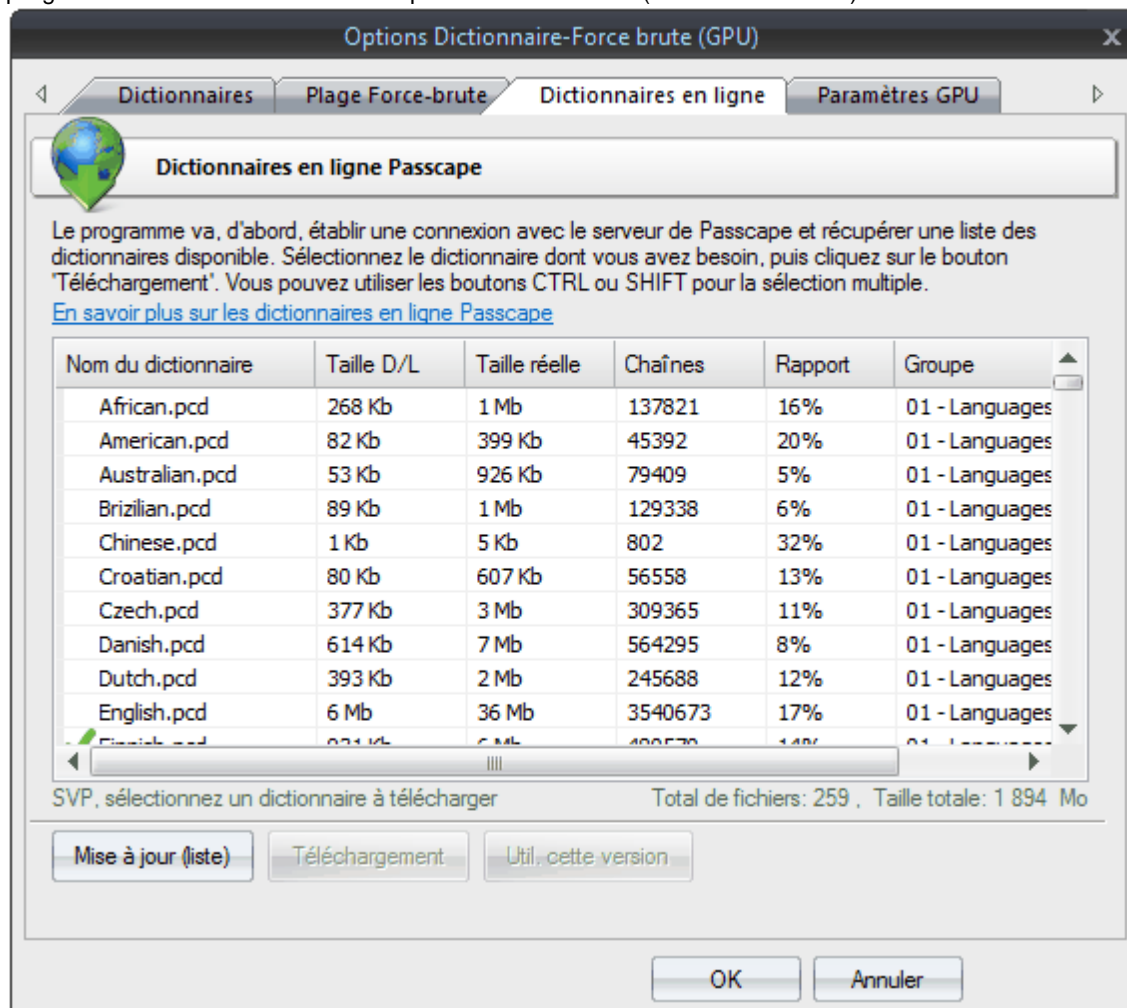 Options Dictionnaire-Force brute (GPU)
Dictionnaires Plage Force-brute Dictionnaires en ligne Paramètres GPU
Dictionnaires en ligne Passcape
Le programme va, d'abord, établir une connexion avec le serveur de Passcape et récupérer une liste des
dictionnaires disponible. Sélectionnez le dictionnaire dont vous avez besoin, puis cliquez sur le bouton
"Téléchargement". Vous pouvez utiliser les boutons CTRL ou SHIFT pour la sélection multiple.
En savoir plus sur les dictionnaires en ligne Passcape
Nom du dictionnaire Taille D/L Taille réelle Chaînes Rapport Groupe
African.pcd 268 Kb 1 Mb 137821 16% 01 - Languages
American.pcd 82 Kb 399 Kb 45392 20% 01 - Languages
Australian.pcd 53 Kb 926 Kb 79409 5% 01 - Languages
Brizilian.pcd 89 Kb 1 Mb 129338 6% 01 - Languages
Chinese.pcd 1 Kb 5 Kb 802 32% 01 - Languages
Croatian.pcd 80 Kb 607 Kb 56558 13% 01 - Languages
Czech.pcd 377 Kb 3 Mb 309365 11% 01 - Languages
Danish.pcd 614 Kb 7 Mb 564295 8% 01 - Languages
Dutch.pcd 393 Kb 2 Mb 245688 12% 01 - Languages
English.pcd 6 Mb 36 Mb 3540673 17% 01 - Languages
SVP, sélectionnez un dictionnaire à télécharger Total de fichiers: 259 , Taille totale: 1 894 Mo
Mise à jour (liste) Téléchargement Util. cette version
OK Annuler